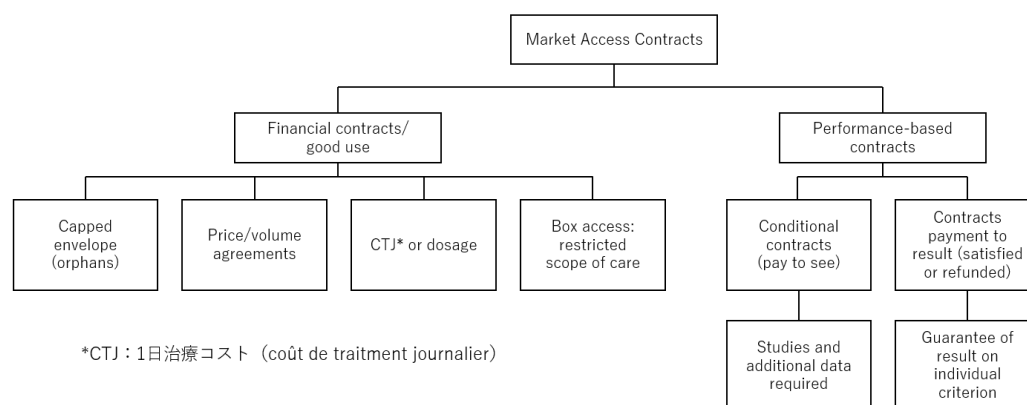 Market Access Contracts
Financial contracts/
good use
Performance-based
contracts
Capped
envelope
(orphans)
Price/volume
agreements
CTJ* or dosage
Box access:
restricted
scope of care
Conditional
contracts
(pay to see)
Contracts
payment to
result (satisfied
or refunded)
Studies and
additional data
required
Guarantee of
result on
individual
criterion
*CTJ：1日治療コスト（coût de traitment journalier）